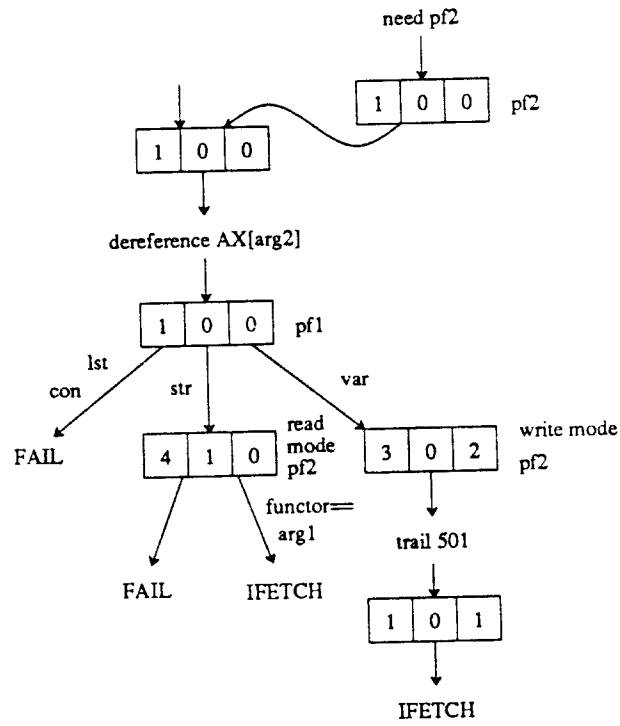 need pf2
1 0 0 pf2
1 0 0
dereference AX[arg2]
1 0 0 pf1
lst
con
str
var
FAIL
4 1 0
read
mode
pf2
3 0 2
write mode
pf2
functor==
arg1
trail 501
FAIL
IFETCH
1 0 1
IFETCH